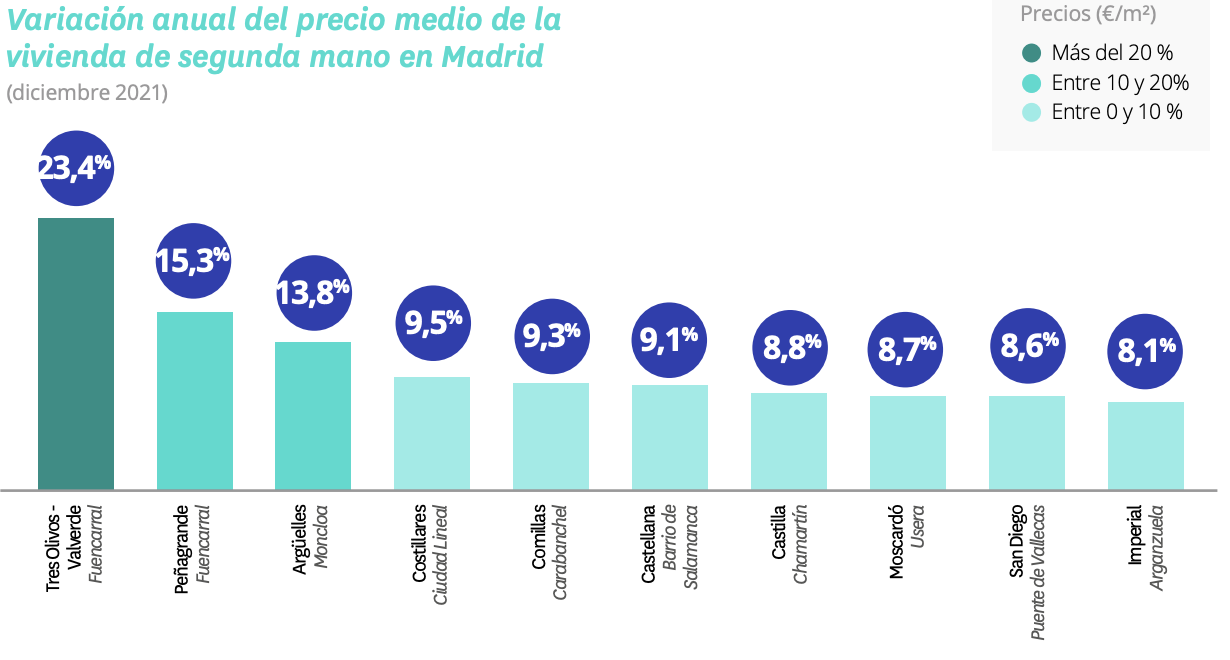 Variación anual del precio medio de la
vivienda de segunda mano en Madrid
(diciembre 2021)
Precios (€/m²)
Más del 20 %
Entre 10 y 20%
Entre 0 y 10 %
23,4%
15,3%
13,8%
9,5%
9,3%
9,1%
8,8%
8,7%
8,6%
8,1%
Tres Olivos -
Valverde
Fuencarral
Peñagrande
Fuencarral
Argüelles
Moncloa
Costillares
Ciudad Lineal
Comillas
Carabanchel
Castellana
Barrio de
Salamanca
Castilla
Chamartín
Moscardó
Usera
San Diego
Puente de Vallecas
Imperial
Arganzuela